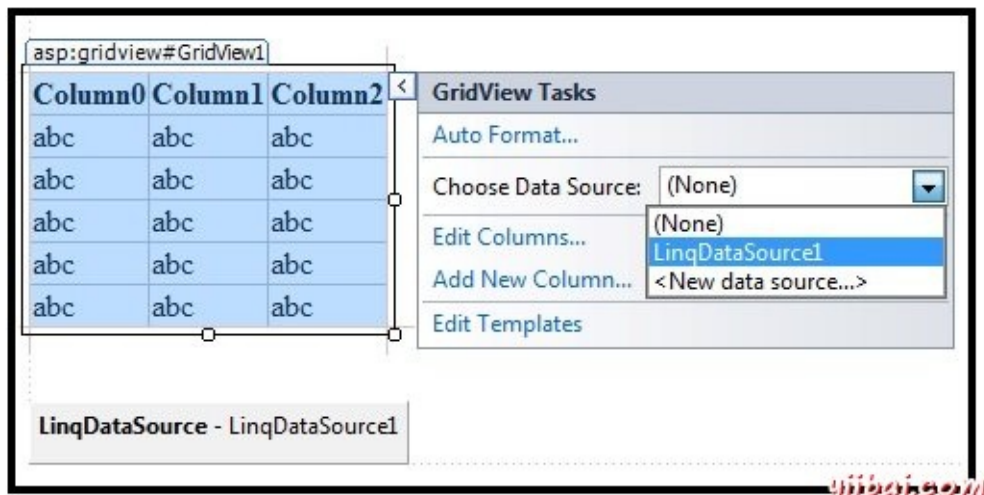 asp:gridview#GridView1
Column0 Column1 Column2
abc abc abc
abc abc abc
abc abc abc
abc abc abc
abc abc abc
<
GridView Tasks
Auto Format...
Choose Data Source: (None)
(None)
LinqDataSource1
<New data source...>
Edit Columns...
Add New Column...
Edit Templates
LinqDataSource - LinqDataSource1
yiibai.com